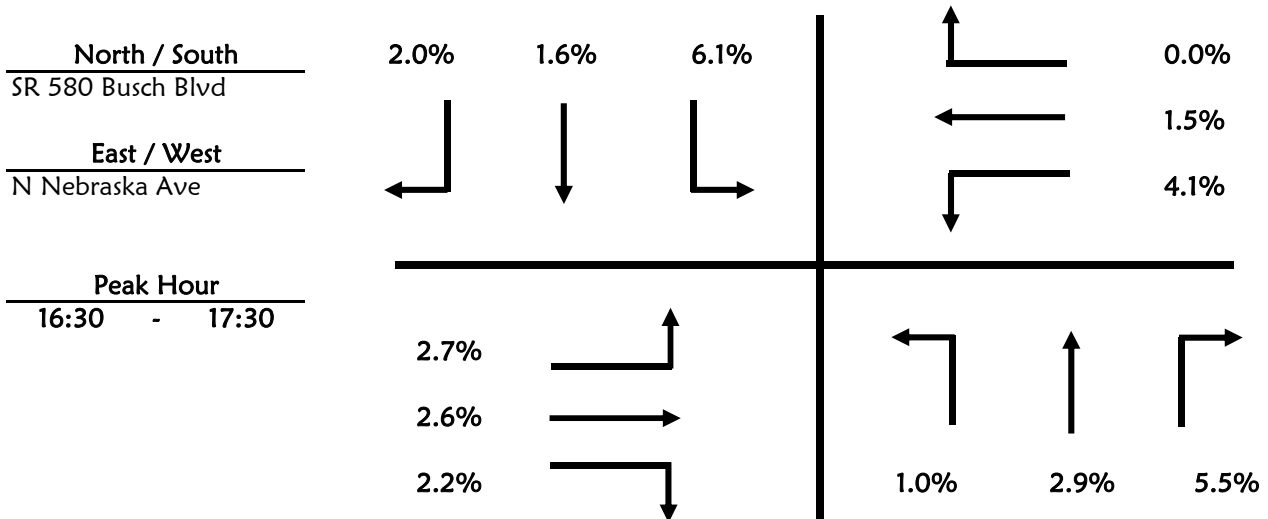 North / South
SR 580 Busch Blvd
East / West
N Nebraska Ave
Peak Hour
16:30 - 17:30
2.0% 1.6% 6.1%
0.0%
1.5%
4.1%
2.7%
2.6%
2.2%
1.0% 2.9% 5.5%